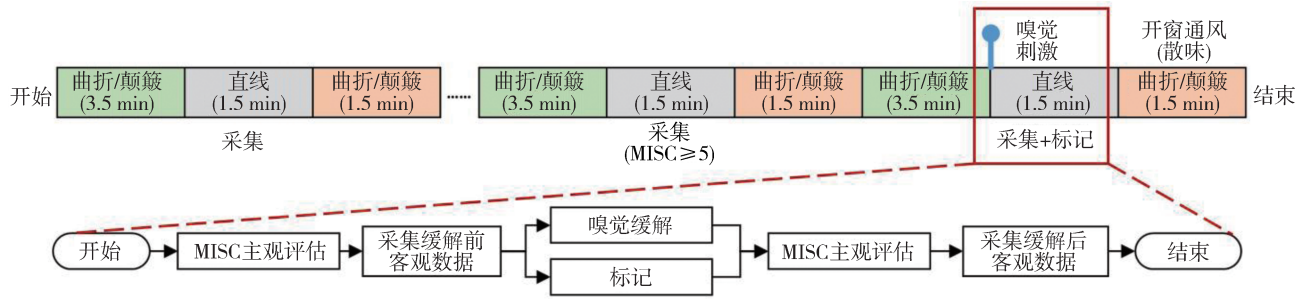 嗅觉
刺激
开窗通风
(散味)
开始
曲折/颠簸
(3.5 min)
直线
(1.5 min)
曲折/颠簸
(1.5 min)
……
曲折/颠簸
(3.5 min)
直线
(1.5 min)
曲折/颠簸
(1.5 min)
曲折/颠簸
(3.5 min)
直线
(1.5 min)
曲折/颠簸
(1.5 min)
结束
采集
采集
(MISC≥5)
采集+标记
开始
MISC主观评估
采集缓解前
客观数据
嗅觉缓解
标记
MISC主观评估
采集缓解后
客观数据
结束